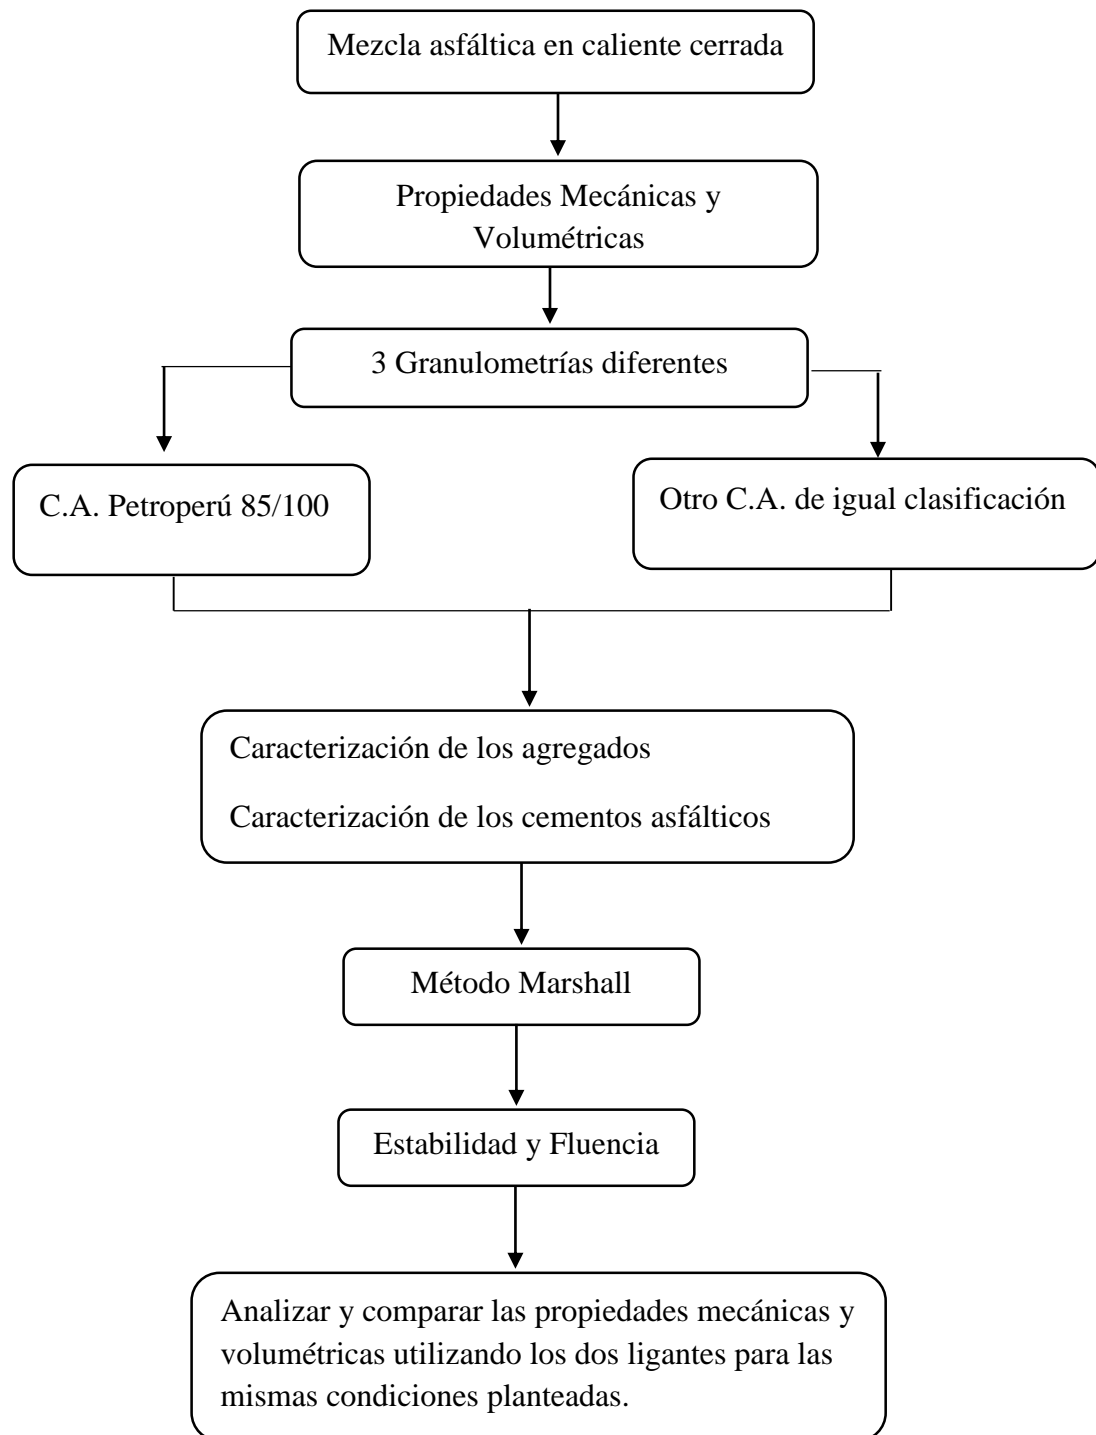 Mezcla asfáltica en caliente cerrada
Propiedades Mecánicas y
Volumétricas
3 Granulometrías diferentes
C.A. Petroperú 85/100
Otro C.A. de igual clasificación
Caracterización de los agregados
Caracterización de los cementos asfálticos
Método Marshall
Estabilidad y Fluencia
Analizar y comparar las propiedades mecánicas y
volumétricas utilizando los dos ligantes para las
mismas condiciones planteadas.